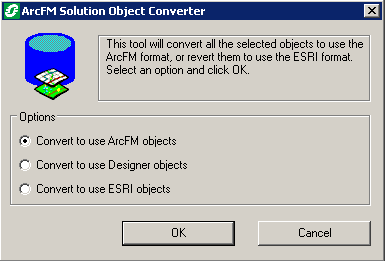 ArcFM Solution Object Converter
This tool will convert all the selected objects to use the
ArcFM format, or revert them to use the ESRI format.
Select an option and click OK.
Options
Convert to use ArcFM objects
Convert to use Designer objects
Convert to use ESRI objects
OK
Cancel